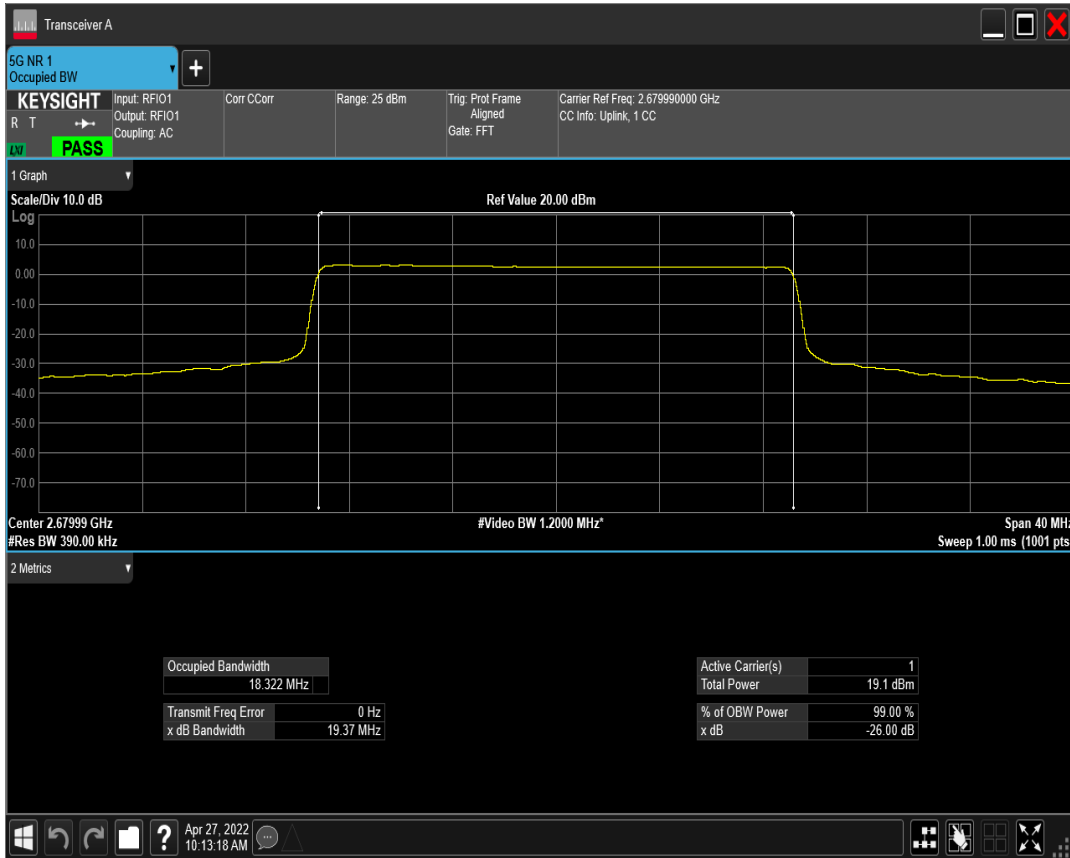 Transceiver A
5G NR 1
Occupied BW
KEYSIGHT
Input: RFIO1
Corr CCorr
Range: 25 dBm
Trig: Prot Frame
Carrier Ref Freq: 2.679990000 GHz
R T
Output: RFIO1
Aligned
CC Info: Uplink, 1 CC
Coupling: AC
Gate: FFT
LXI
PASS
1 Graph
Scale/Div 10.0 dB
Ref Value 20.00 dBm
Log
10.0
0.00
-10.0
-20.0
-30.0
-40.0
-50.0
-60.0
-70.0
Center 2.67999 GHz
#Video BW 1.2000 MHz*
Span 40 MHz
#Res BW 390.00 kHz
Sweep 1.00 ms (1001 pts
2 Metrics
Occupied Bandwidth
18.322 MHz
Transmit Freq Error 0 Hz
x dB Bandwidth 19.37 MHz
Active Carrier(s) 1
Total Power 19.1 dBm
% of OBW Power 99.00 %
x dB -26.00 dB
?
Apr 27, 2022
10:13:18 AM